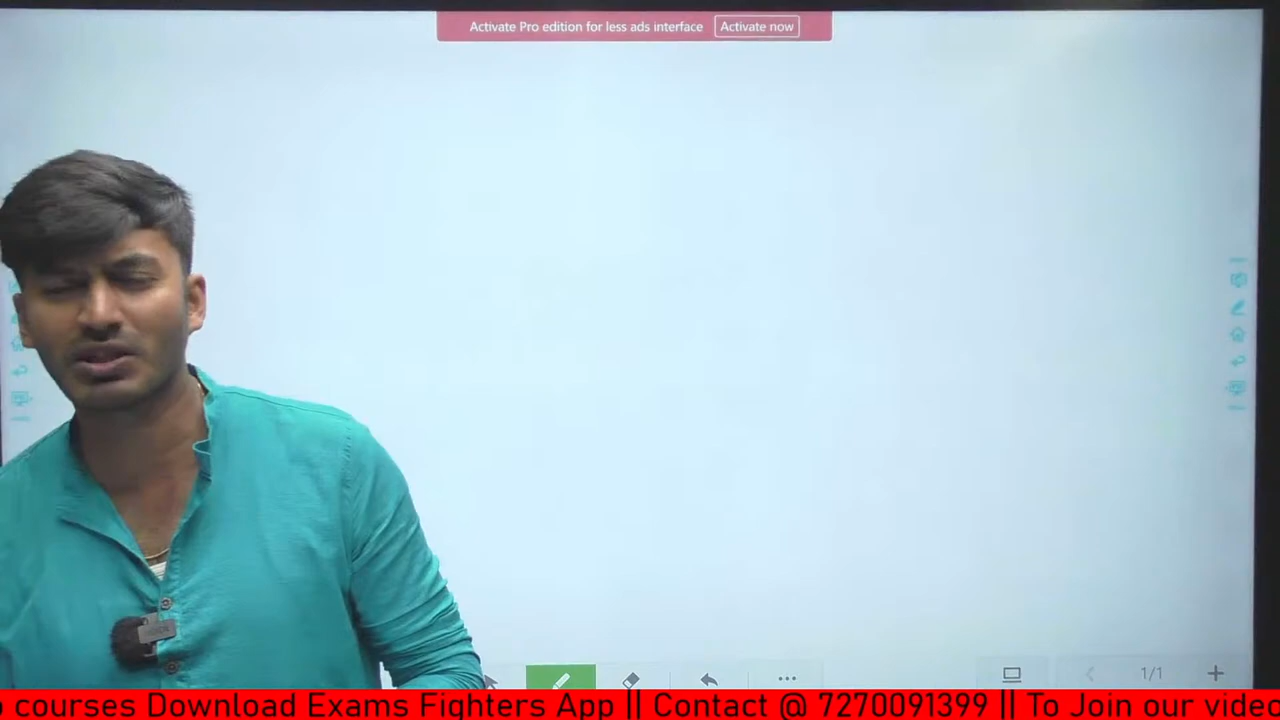 Activate Pro edition for less ads interface Activate now
1/1
courses Download Exams Fighters App || Contact @ 7270091399 || To Join our video